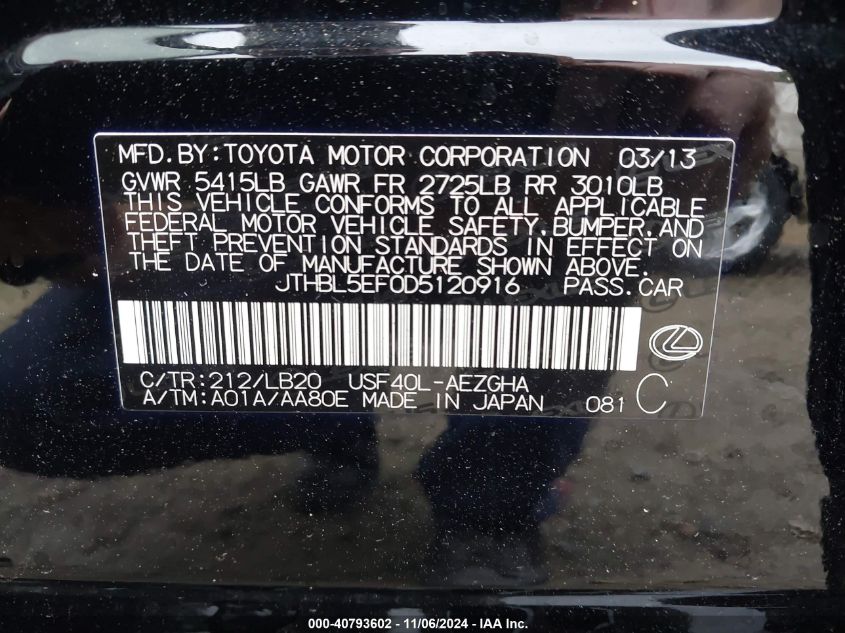 MFD. BY: TOYOTA MOTOR CORPORATION 03/13
GVWR 5415LB GAWR FR 2725LB RR 3010LB
THIS VEHICLE CONFORMS TO ALL APPLICABLE
FEDERAL MOTOR VEHICLE SAFETY, BUMPER, AND
THEFT PREVENTION STANDARDS IN EFFECT ON
THE DATE OF MANUFACTURE SHOWN ABOVE.
JTHBL5EF0D5120916 PASS. CAR
C/TR: 212/LB20 USF40L-AEZGHA
A/TM: A01A/AA80E MADE IN JAPAN 081 C
000-40793602 - 11/06/2024 - IAA Inc.